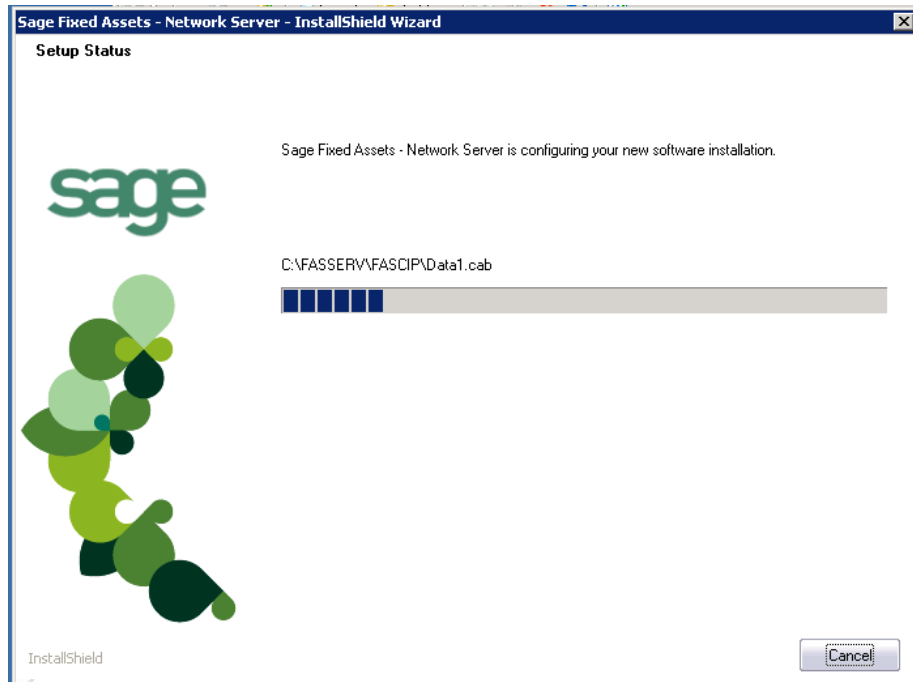 Sage Fixed Assets - Network Server - InstallShield Wizard
Setup Status
Sage Fixed Assets - Network Server is configuring your new software installation.
sage
C:\FASSERV\FASCIP\Data1.cab
InstallShield
Cancel